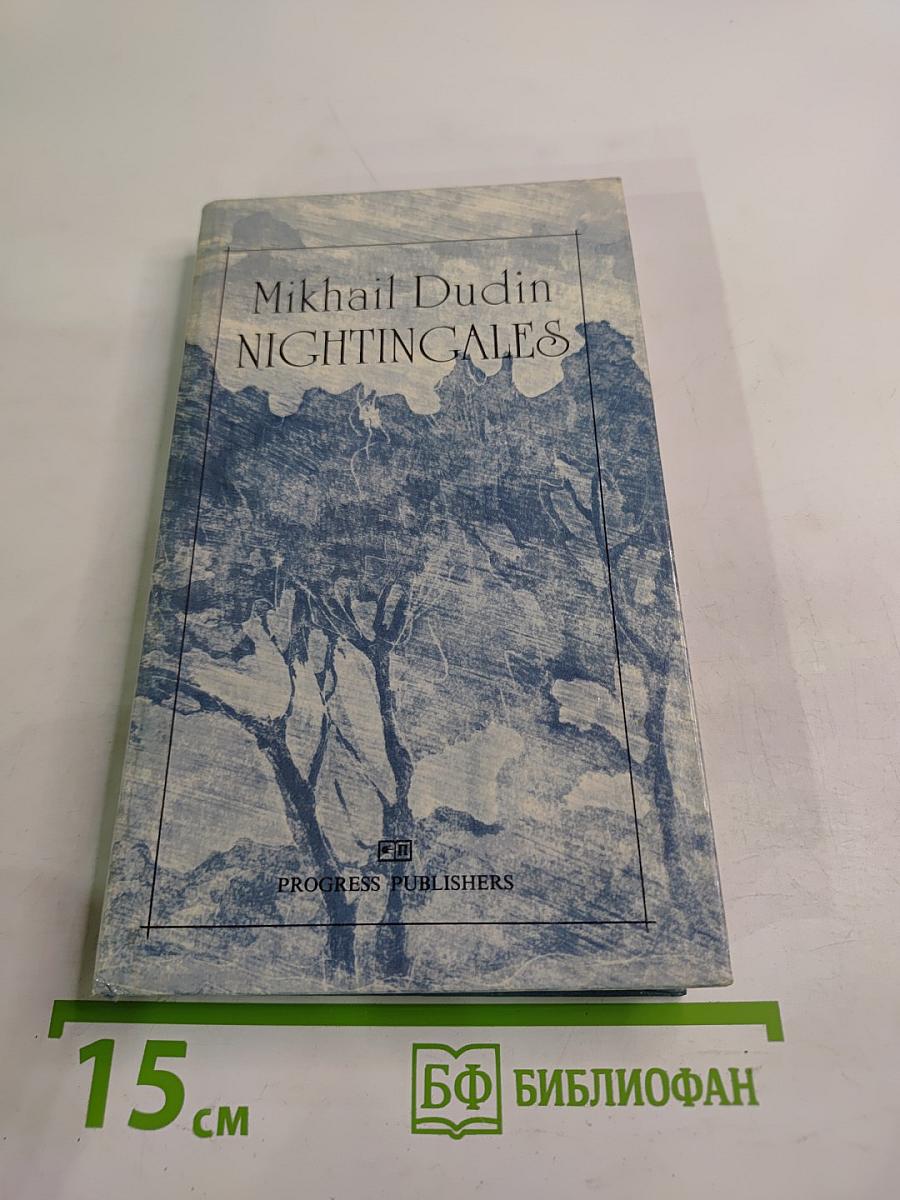 Mikhail Dudin
NIGHTINGALES
PROGRESS PUBLISHERS
15 см
БФ БИБЛИОФАН